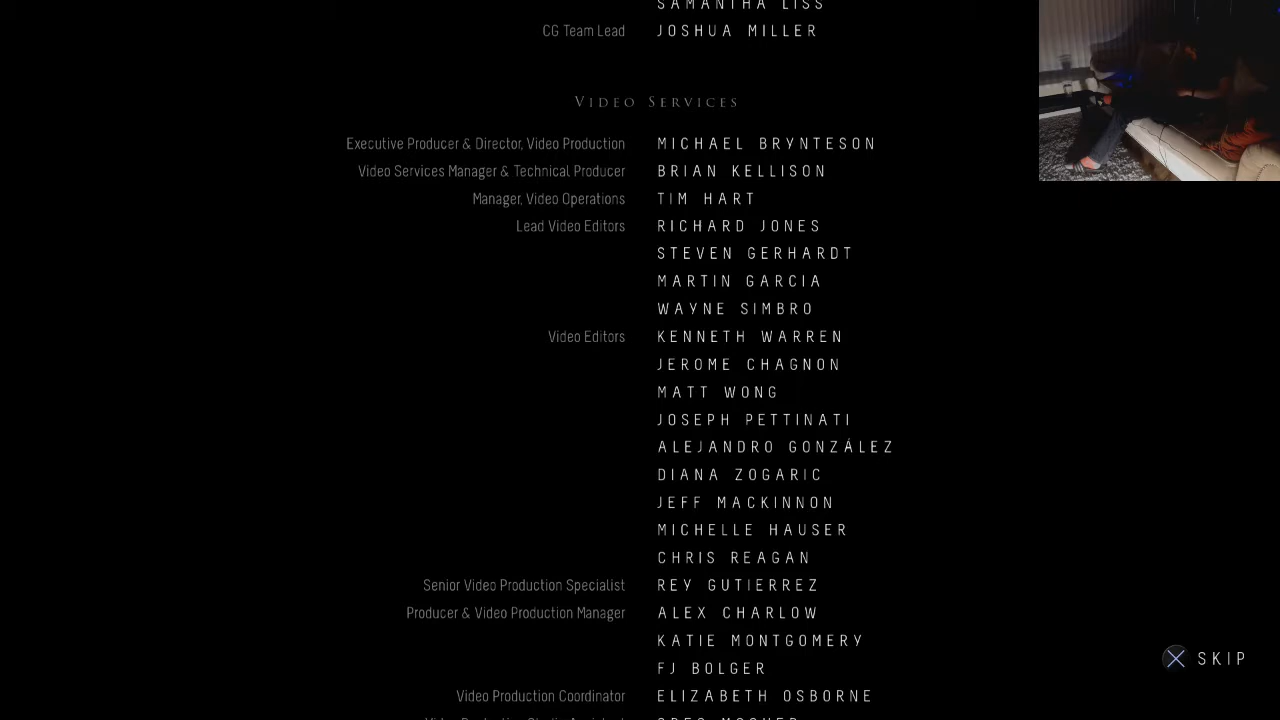 SAMANTHA LISS
CG Team Lead JOSHUA MILLER
VIDEO SERVICES
Executive Producer & Director, Video Production MICHAEL BRYNTESON
Video Services Manager & Technical Producer BRIAN KELLISON
Manager, Video Operations TIM HART
Lead Video Editors RICHARD JONES
STEVEN GERHARDT
MARTIN GARCIA
WAYNE SIMBRO
Video Editors KENNETH WARREN
JEROME CHAGNON
MATT WONG
JOSEPH PETTINATI
ALEJANDRO GONZÁLEZ
DIANA ZOGARIC
JEFF MACKINNON
MICHELLE HAUSER
CHRIS REAGAN
Senior Video Production Specialist REY GUTIERREZ
Producer & Video Production Manager ALEX CHARLOW
KATIE MONTGOMERY
FJ BOLGER
SKIP
Video Production Coordinator ELIZABETH OSBORNE